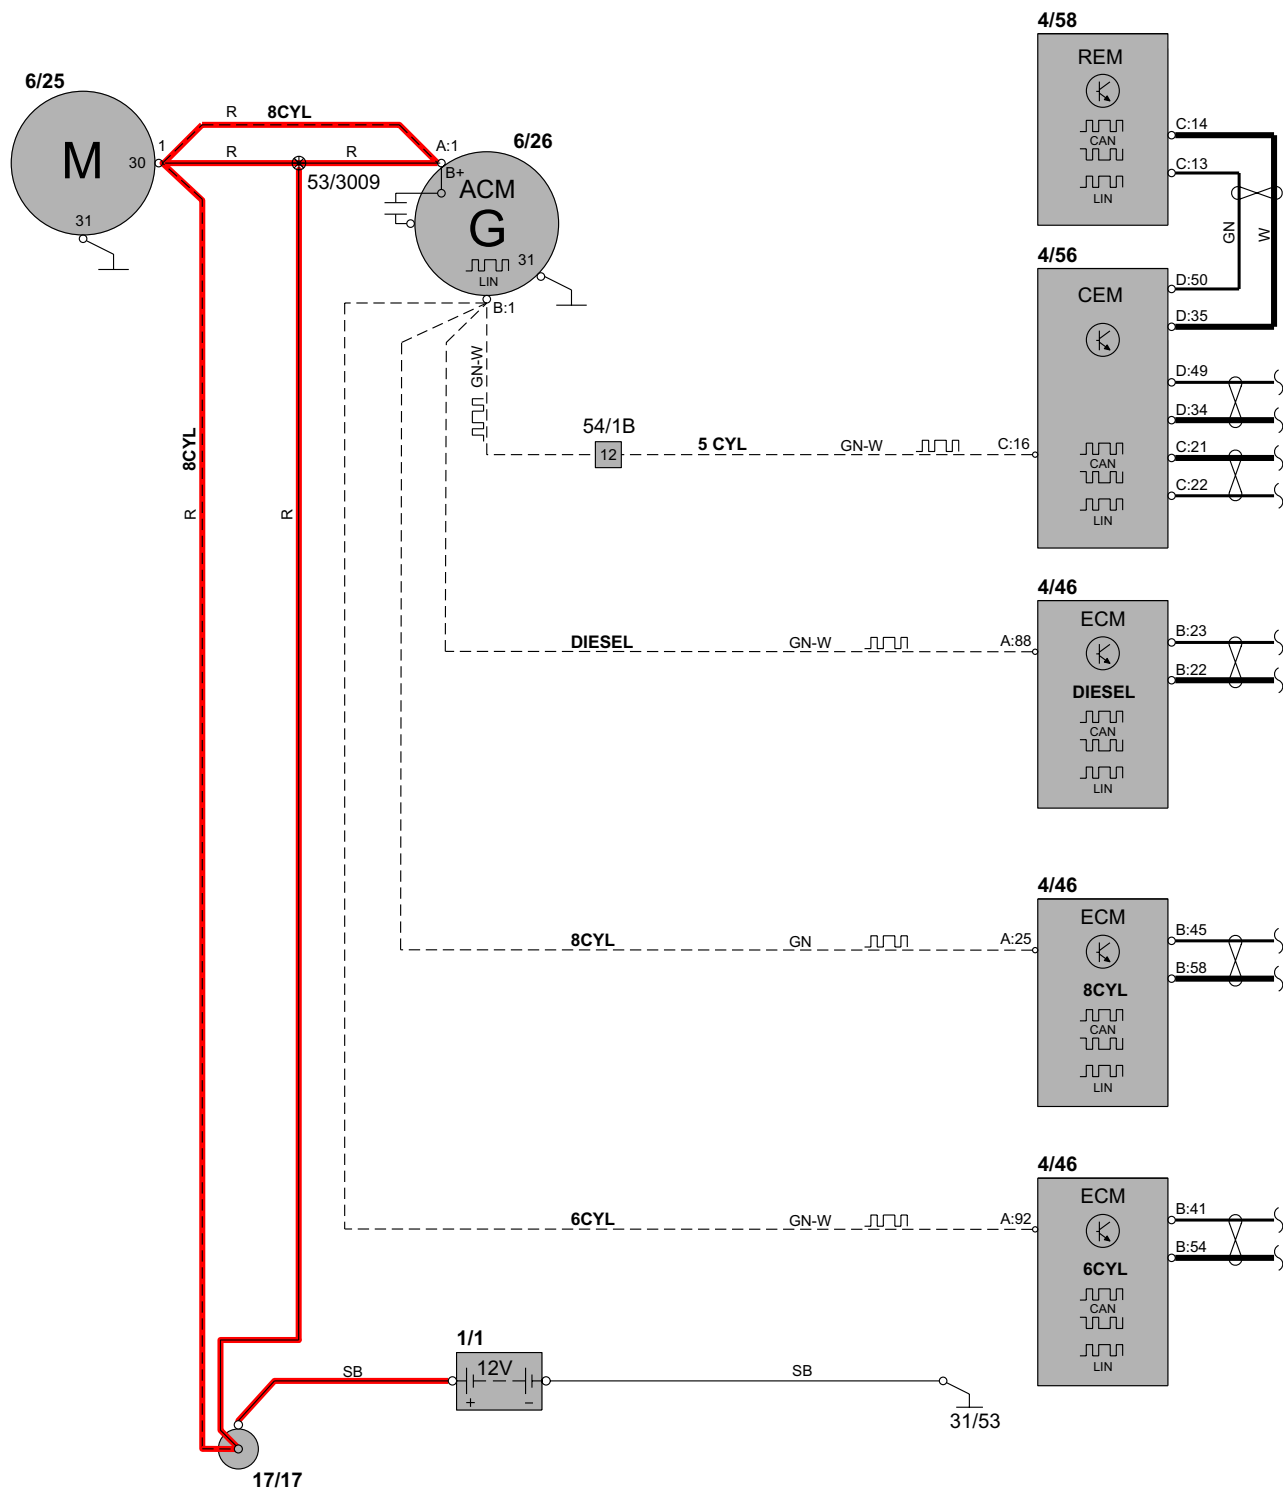 4/58
REM
CAN
LIN
C:14
C:13
GN
W
6/25
M
30
1
31
R
8CYL
R
R
53/3009
A:1
6/26
B+
ACM
G
LIN
31
B:1
4/56
CEM
CAN
LIN
D:50
D:35
D:49
D:34
C:21
C:22
GN-W
54/1B
12
5 CYL
GN-W
C:16
8CYL
R
R
4/46
ECM
DIESEL
CAN
LIN
B:23
B:22
DIESEL
GN-W
A:88
4/46
ECM
8CYL
CAN
LIN
B:45
B:58
8CYL
GN
A:25
4/46
ECM
6CYL
CAN
LIN
B:41
B:54
6CYL
GN-W
A:92
1/1
12V
+
−
SB
SB
31/53
17/17